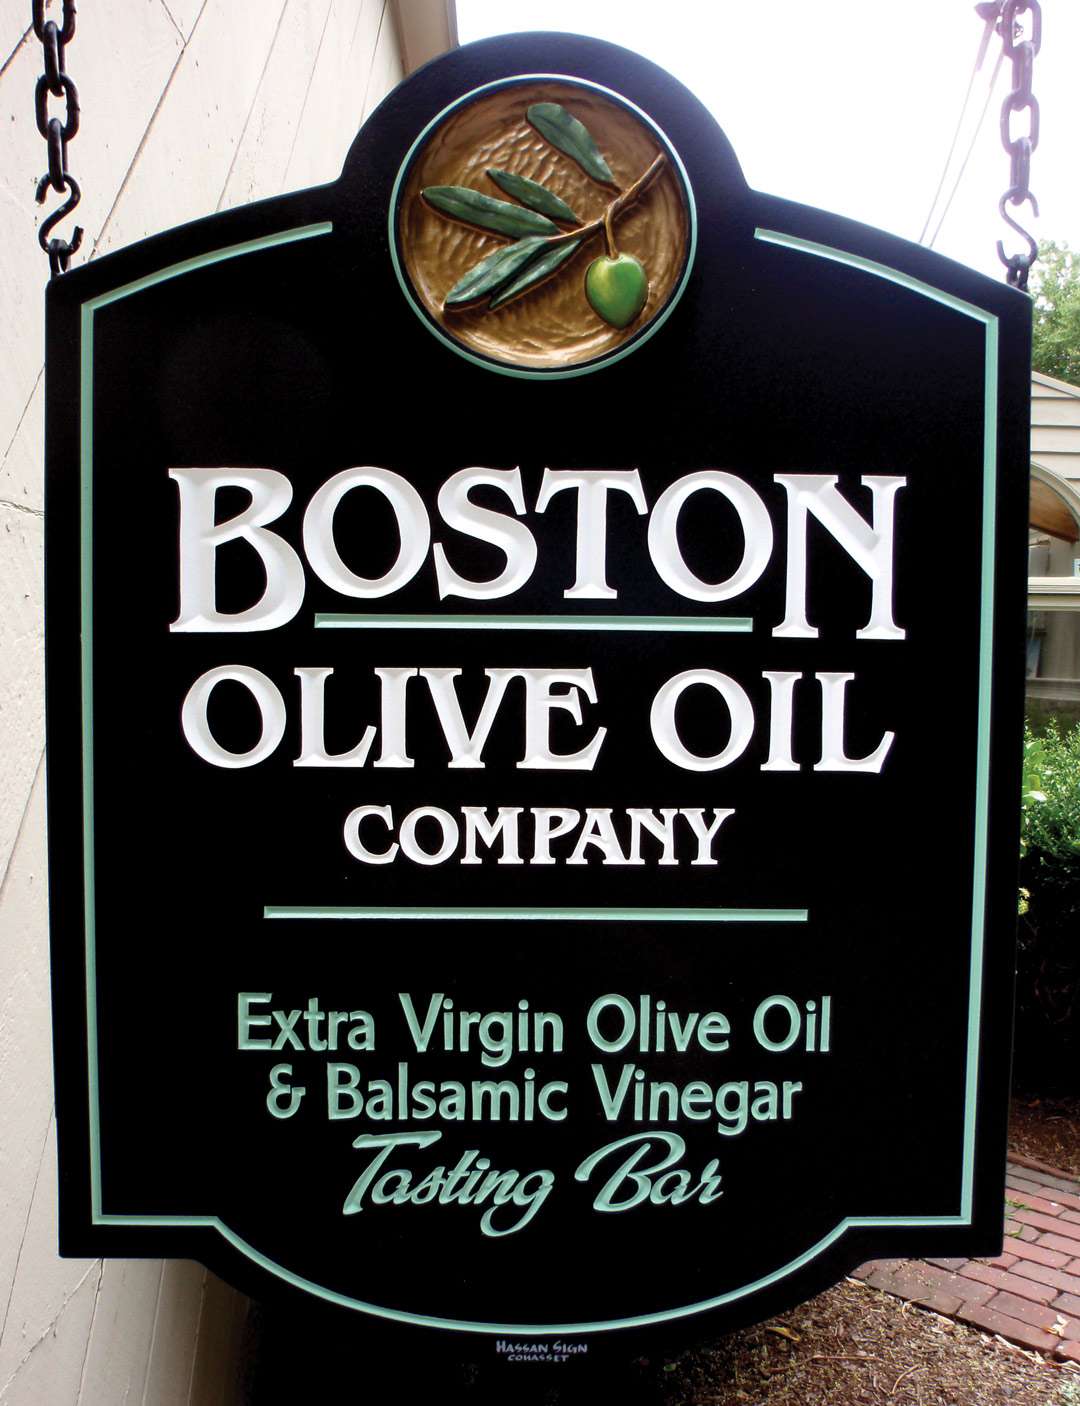 BOSTON
OLIVE OIL
COMPANY
Extra Virgin Olive Oil
& Balsamic Vinegar
Tasting Bar
HASSAN SIGN
COHASSET